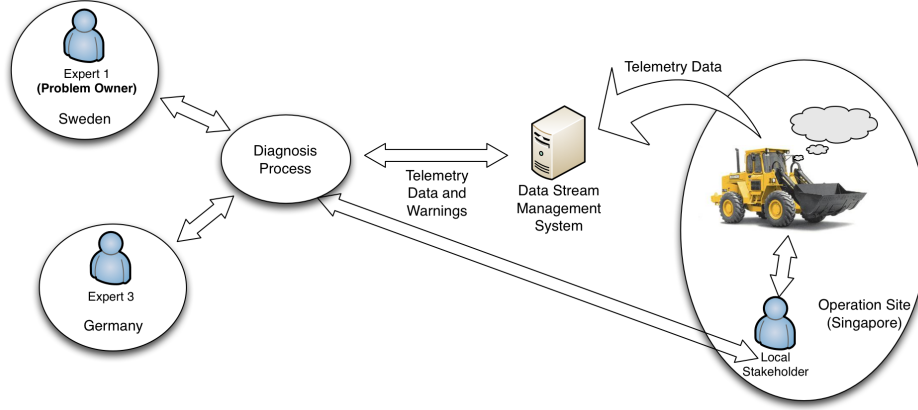 Expert 1
(Problem Owner)
Sweden
Diagnosis
Process
Expert 3
Germany
Telemetry
Data and
Warnings
Data Stream
Management
System
Telemetry Data
Operation Site
(Singapore)
Local
Stakeholder